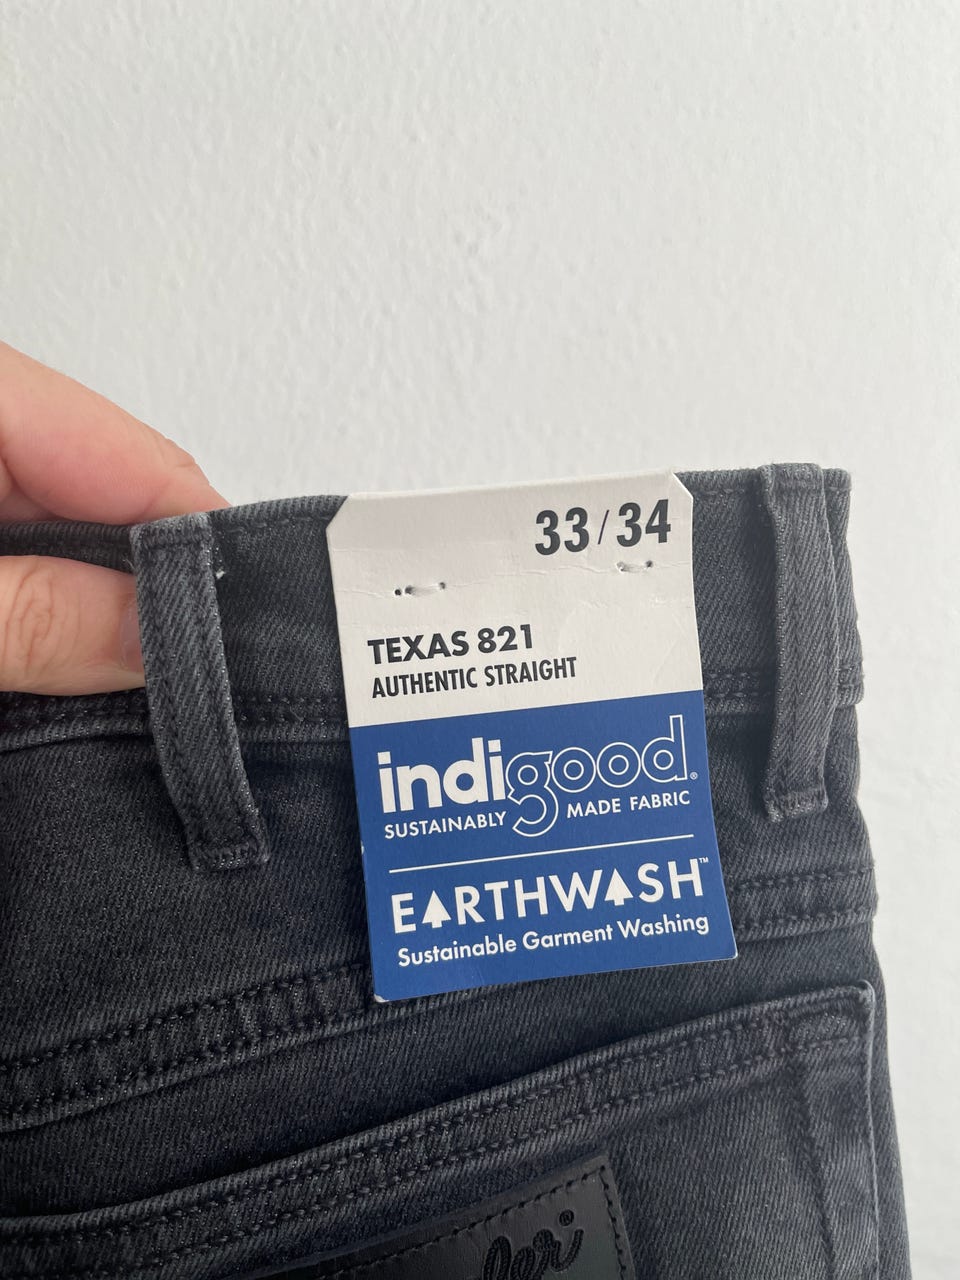 33/34
TEXAS 821
AUTHENTIC STRAIGHT
indigood®
SUSTAINABLY MADE FABRIC
EARTHWASH™
Sustainable Garment Washing